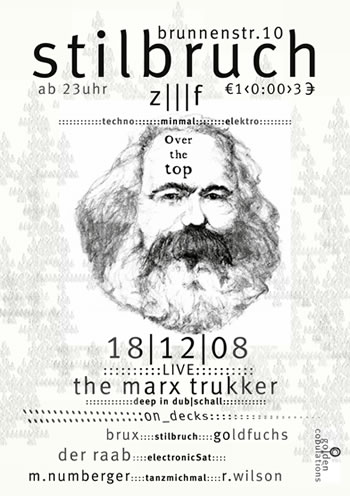 brunnenstr.10
stilbruch
ab 23uhr
z|||f
€1<0:00>3€
::::::::::::techno:::::minmal:::::::elektro::::::::::
Over
the
top
18|12|08
::::::::::LIVE::::::::::
the marx trukker
::::::::::deep in dub|schall::::::::::
on_decks
brux::::stilbruch::::goldfuchs
der raab::::electronicSat::::
m.numberger::::tanzmichmal::::r.wilson
golden
cobulations